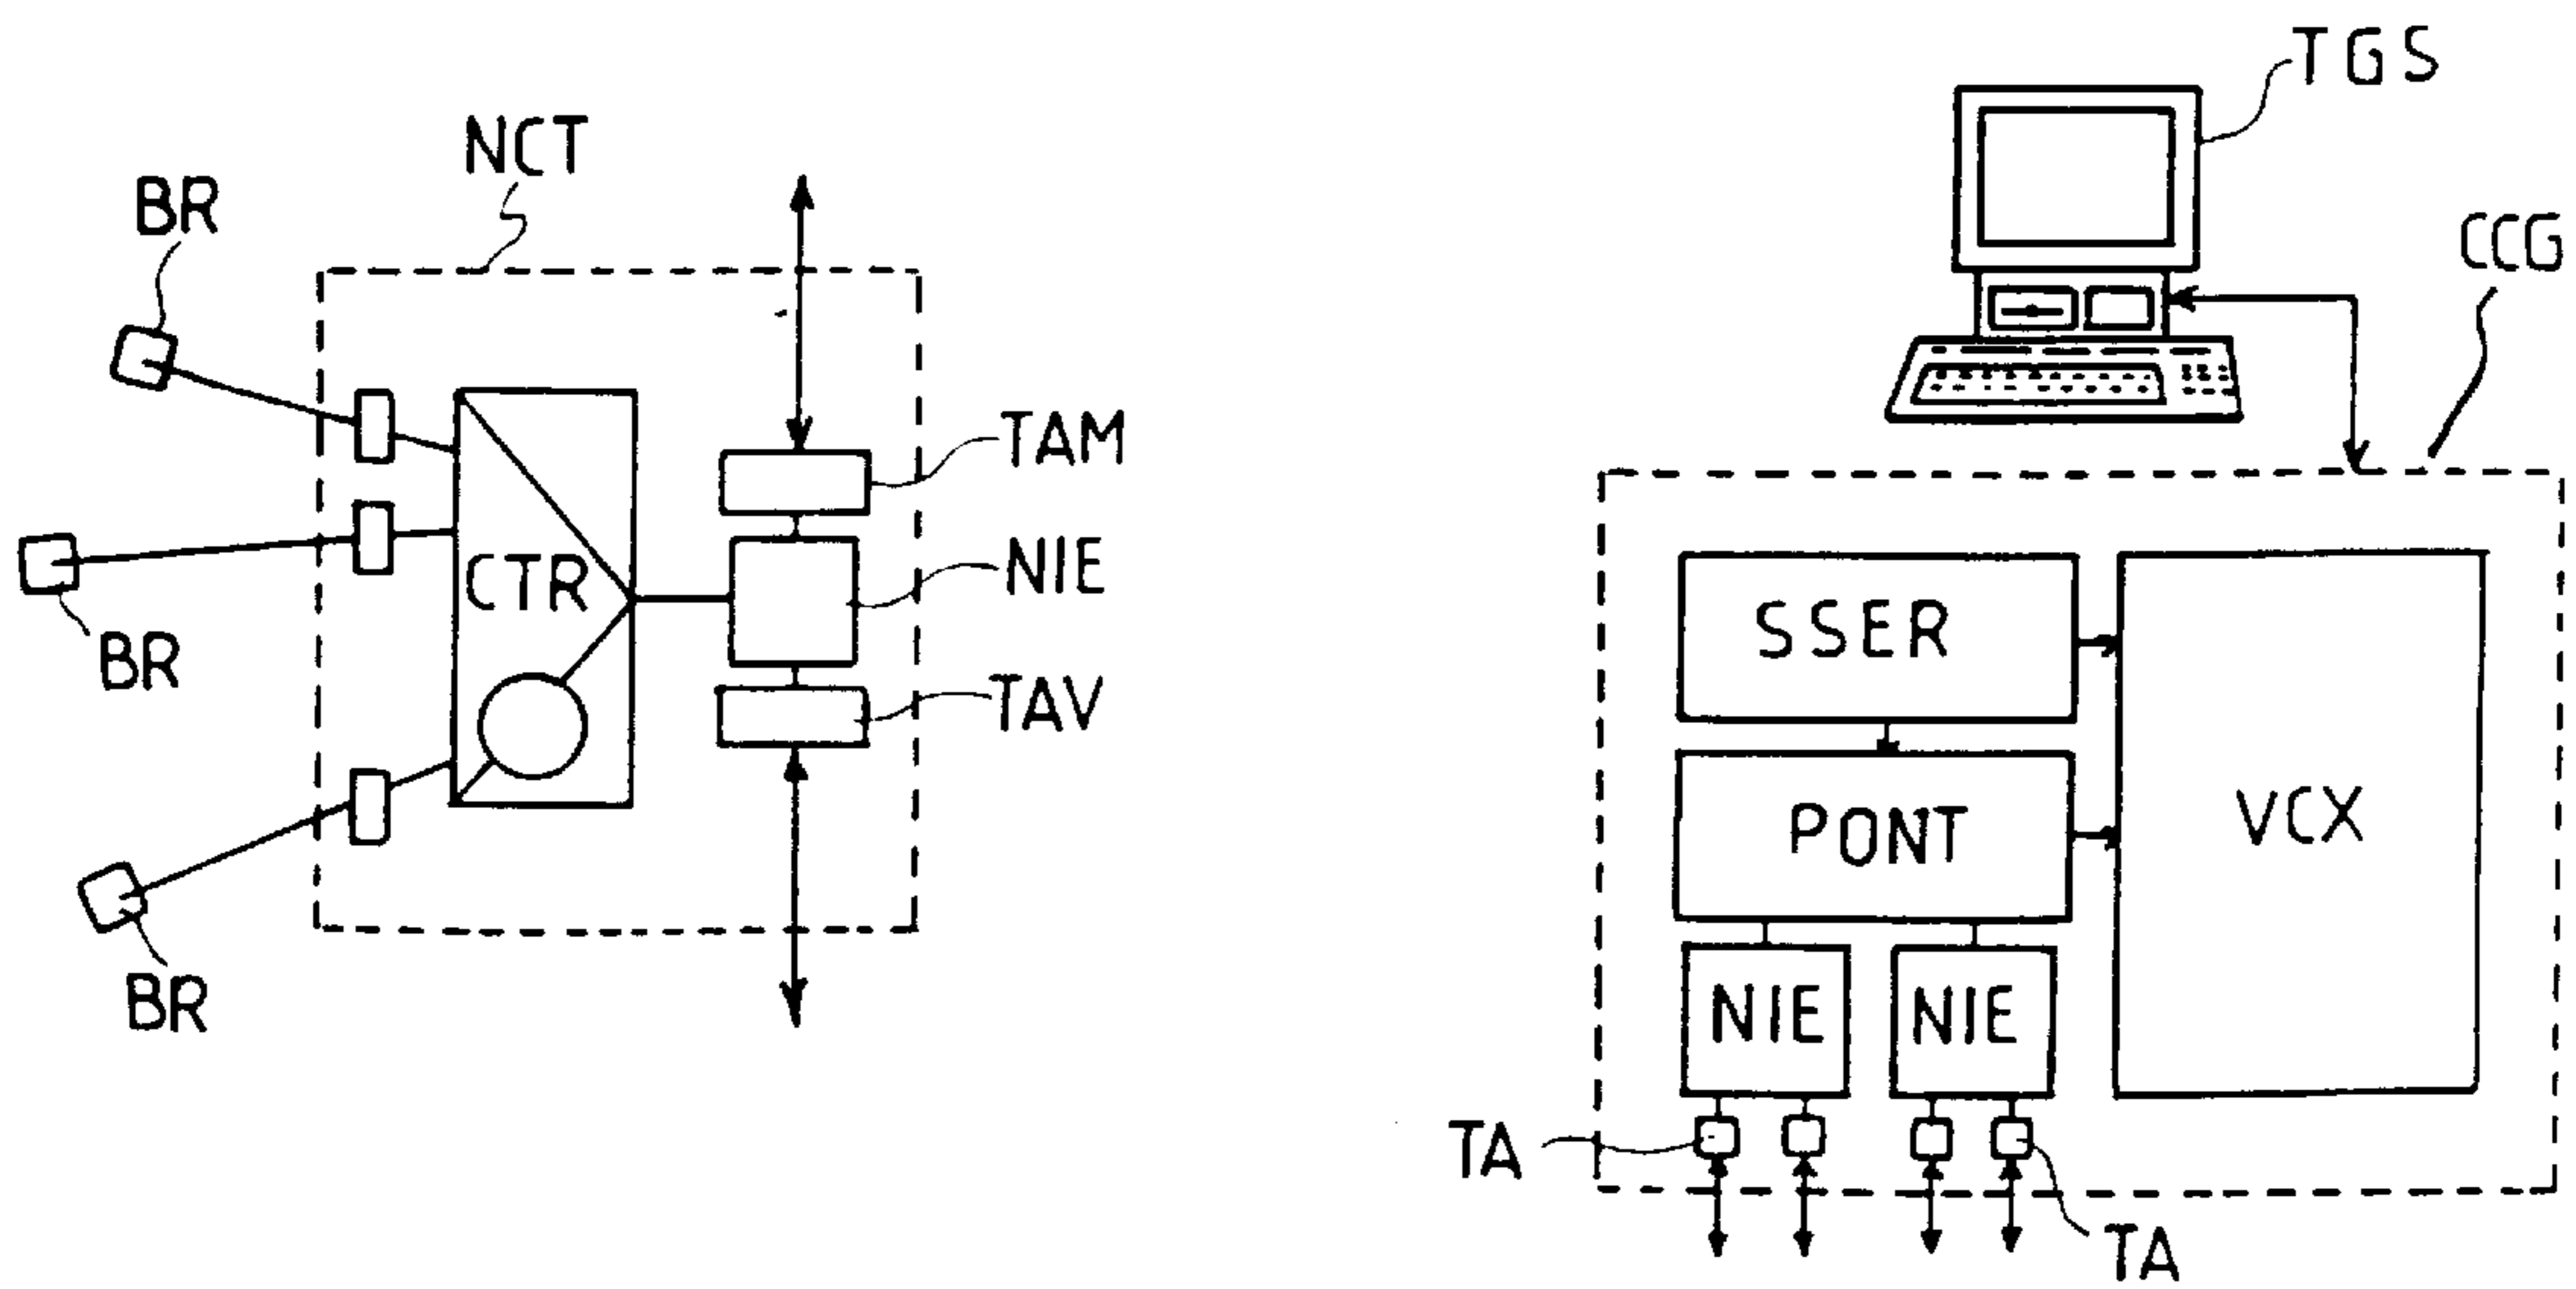 NCT
BR
TAM
CTR
NIE
BR
TAV
BR
TGS
CCG
SSER
VCX
PONT
NIE
NIE
TA
TA